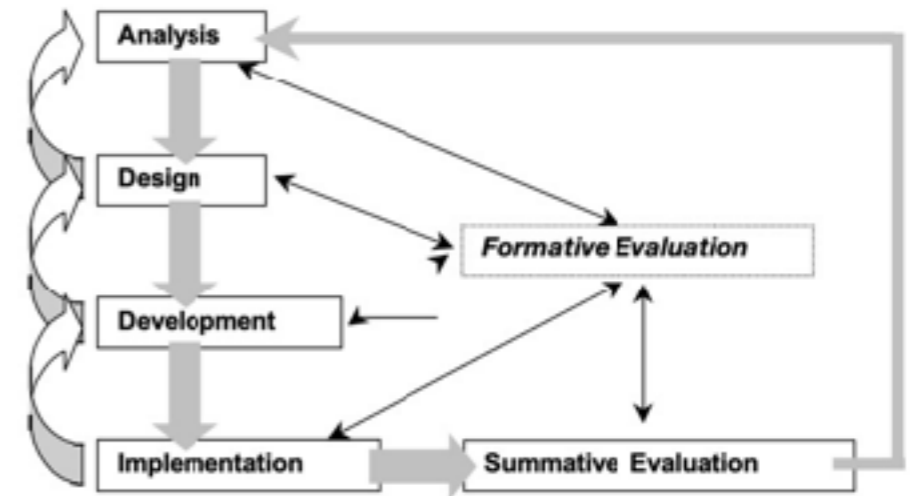 Analysis
Design
Formative Evaluation
Development
Implementation
Summative Evaluation